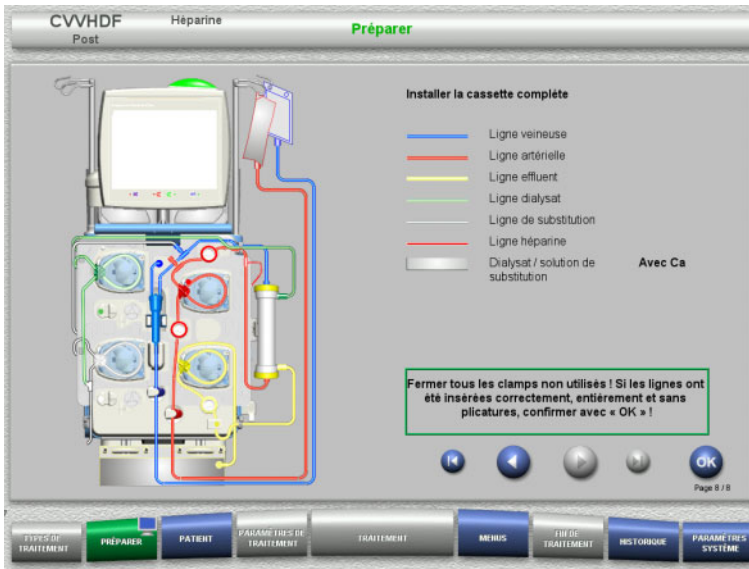 CVVHDF
Post
Héparine
Préparer
Installer la cassette complète
Ligne veineuse
Ligne artérielle
Ligne effluent
Ligne dialysat
Ligne de substitution
Ligne héparine
Dialysat / solution de
substitution
Avec Ca
Fermer tous les clamps non utilisés ! Si les lignes ont
été insérées correctement, entièrement et sans
plicatures, confirmer avec « OK » !
OK
Page 8 / 8
TYPES DE
TRAITEMENT
PRÉPARER
PATIENT
PARAMÈTRES DE
TRAITEMENT
TRAITEMENT
MENUS
FIN DE
TRAITEMENT
HISTORIQUE
PARAMÈTRES
SYSTÈME